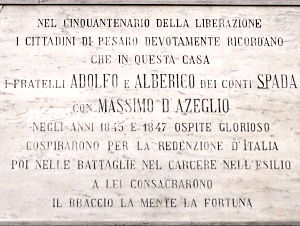 NEL CINQUANTENARIO DELLA LIBERAZIONE
I CITTADINI DI PESARO DEVOTAMENTE RICORDANO
CHE IN QUESTA CASA
I FRATELLI ADOLFO E ALBERICO DEI CONTI SPADA
CON MASSIMO D'AZEGLIO
NEGLI ANNI 1845 E 1847 OSPITE GLORIOSO
COSPIRARONO PER LA REDENZIONE D'ITALIA
POI NELLE BATTAGLIE NEL CARCERE NELL'ESILIO
A LEI CONSACRARONO
IL BRACCIO LA MENTE LA FORTUNA